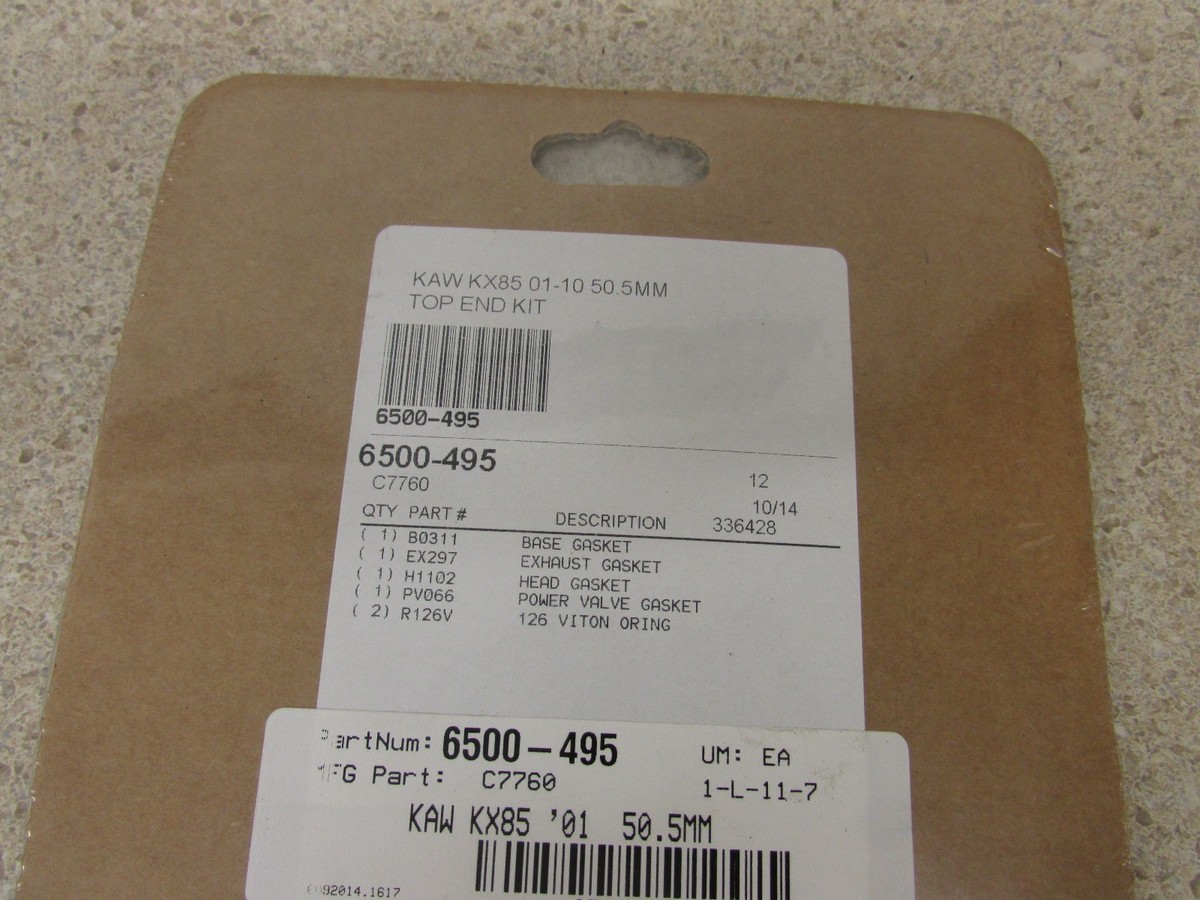 KAW KX85 01-10 50.5MM
TOP END KIT
6500-495
6500-495
C7760 12
10/14
QTY PART # DESCRIPTION 336428
( 1) B0311 BASE GASKET
( 1) EX297 EXHAUST GASKET
( 1) H1102 HEAD GASKET
( 1) PV066 POWER VALVE GASKET
( 2) R126V 126 VITON ORING
PartNum: 6500-495 UM: EA
MFG Part: C7760 1-L-11-7
KAW KX85 '01 50.5MM